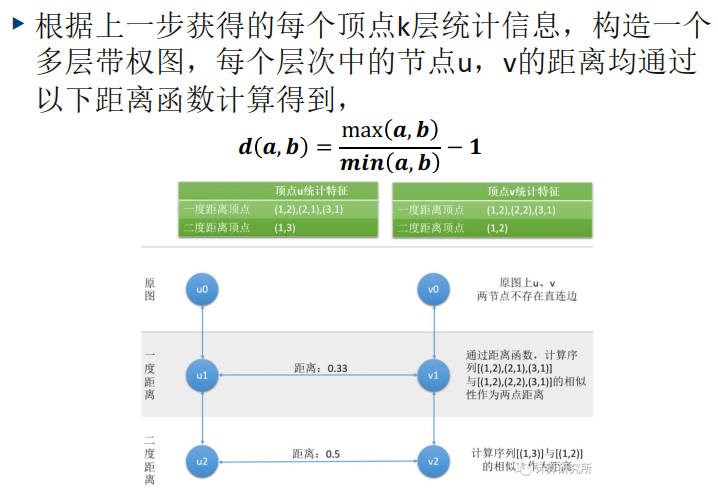 根据上一步获得的每个顶点k层统计信息，构造一个
多层带权图，每个层次中的节点u，v的距离均通过
以下距离函数计算得到，
d(a, b) = max(a, b) / min(a, b) − 1
顶点u统计特征
一度距离顶点 (1,2),(2,1),(3,1)
二度距离顶点 (1,3)
顶点v统计特征
一度距离顶点 (1,2),(2,2),(3,1)
二度距离顶点 (1,2)
原图
u0
v0
原图上u、v
两节点不存在直连边
一度距离
u1
距离：0.33
v1
通过距离函数，计算序
列[(1,2),(2,1),(3,1)]
与[(1,2),(2,2),(3,1)]的相似
性作为两点距离
二度距离
u2
距离：0.5
v2
计算序列[(1,3)]与[(1,2)]
的相似 作为距离
计算研究所